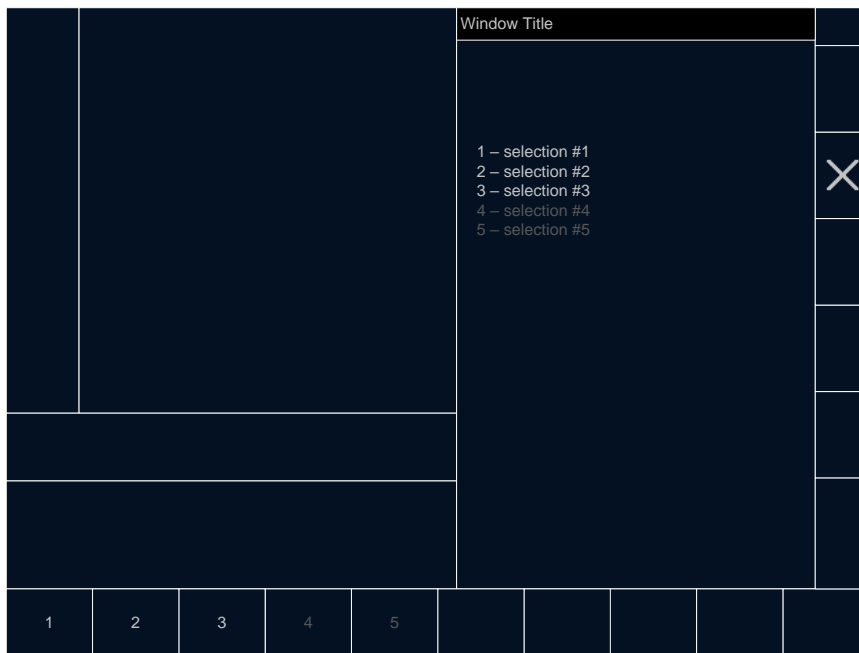 Window Title
1 – selection #1
2 – selection #2
3 – selection #3
4 – selection #4
5 – selection #5
1 2 3 4 5